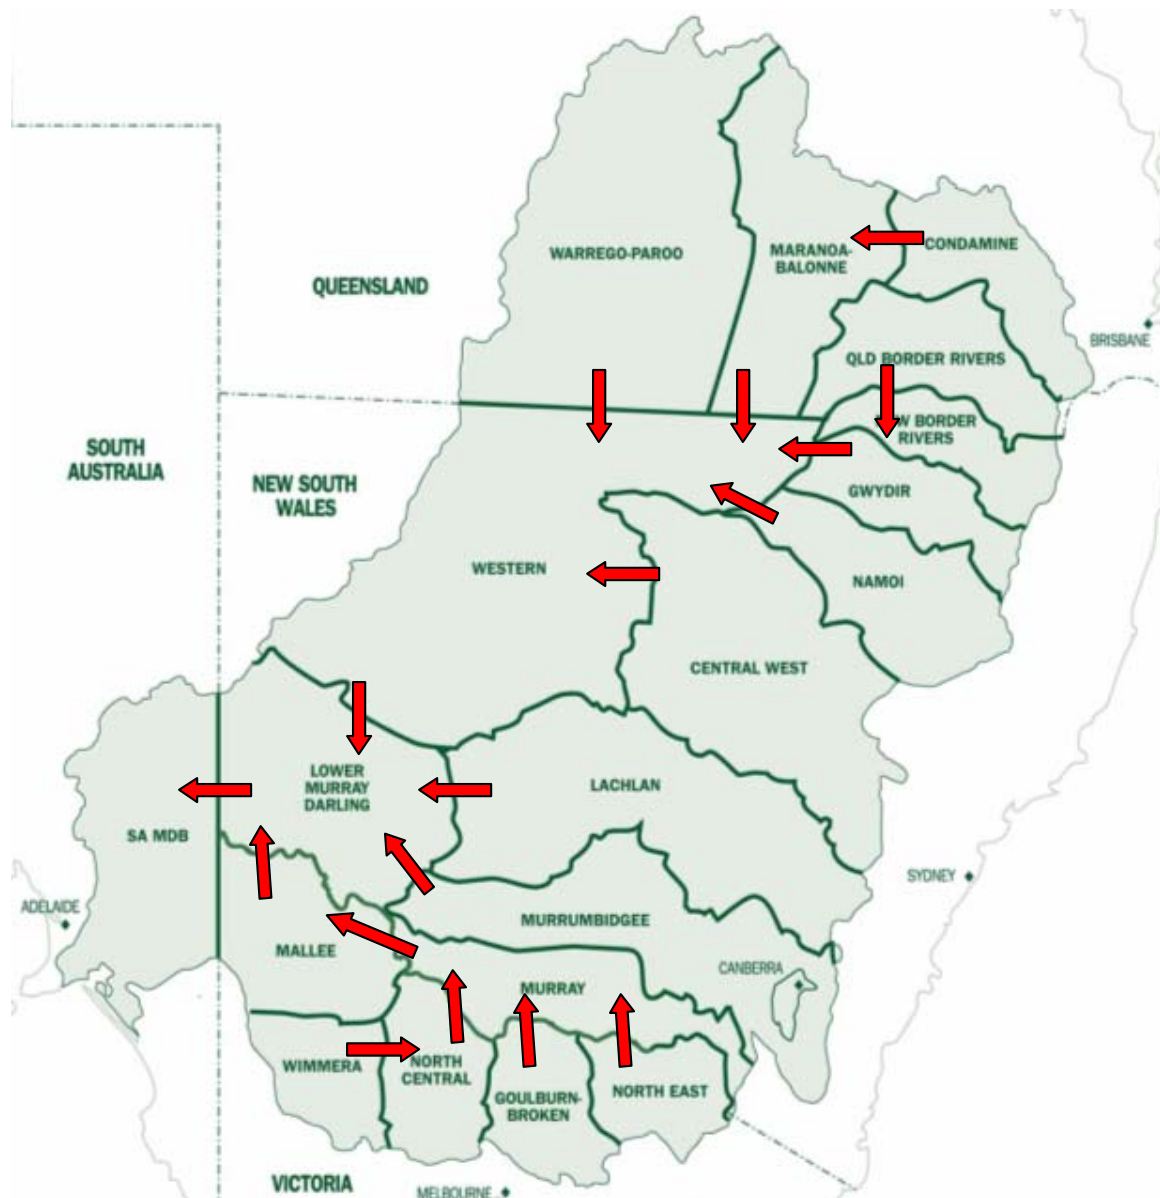 WARREGO-PAROO
MARANOA-
BALONNE
CONDAMINE
QUEENSLAND
BRISBANE
QLD BORDER RIVERS
BORDER
RIVERS
SOUTH
AUSTRALIA
NEW SOUTH
WALES
GWYDIR
WESTERN
NAMOI
CENTRAL WEST
LOWER
MURRAY
DARLING
LACHLAN
SA MDB
SYDNEY
ADELAIDE
MURRUMBIDGEE
MALLEE
CANBERRA
MURRAY
WIMMERA
NORTH
CENTRAL
NORTH EAST
GOULBURN-
BROKEN
VICTORIA
MELBOURNE